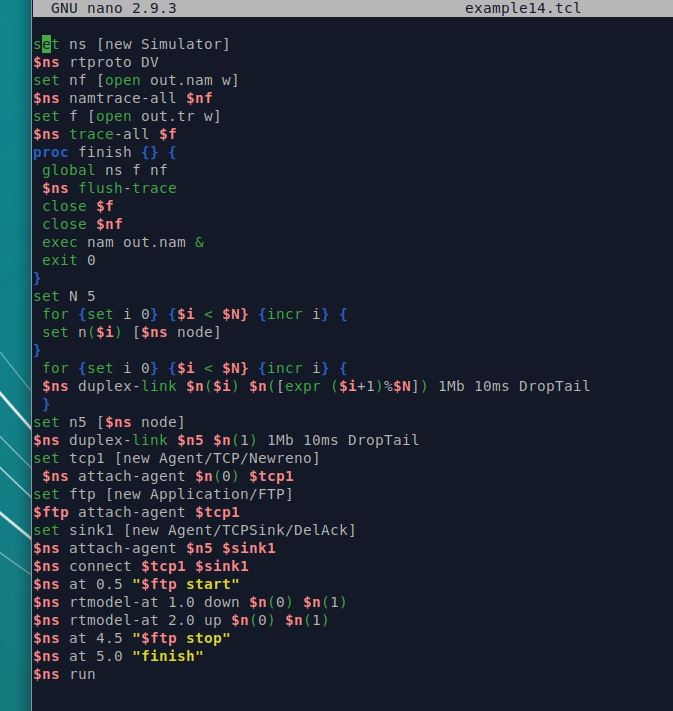 GNU nano 2.9.3 example14.tcl
set ns [new Simulator]
$ns rtproto DV
set nf [open out.nam w]
$ns namtrace-all $nf
set f [open out.tr w]
$ns trace-all $f
proc finish {} {
 global ns f nf
 $ns flush-trace
 close $f
 close $nf
 exec nam out.nam &
 exit 0
}
set N 5
 for {set i 0} {$i < $N} {incr i} {
 set n($i) [$ns node]
}
 for {set i 0} {$i < $N} {incr i} {
 $ns duplex-link $n($i) $n([expr ($i+1)%$N]) 1Mb 10ms DropTail
 }
set n5 [$ns node]
$ns duplex-link $n5 $n(1) 1Mb 10ms DropTail
set tcp1 [new Agent/TCP/Newreno]
 $ns attach-agent $n(0) $tcp1
set ftp [new Application/FTP]
$ftp attach-agent $tcp1
set sink1 [new Agent/TCPSink/DelAck]
$ns attach-agent $n5 $sink1
$ns connect $tcp1 $sink1
$ns at 0.5 "$ftp start"
$ns rtmodel-at 1.0 down $n(0) $n(1)
$ns rtmodel-at 2.0 up $n(0) $n(1)
$ns at 4.5 "$ftp stop"
$ns at 5.0 "finish"
$ns run